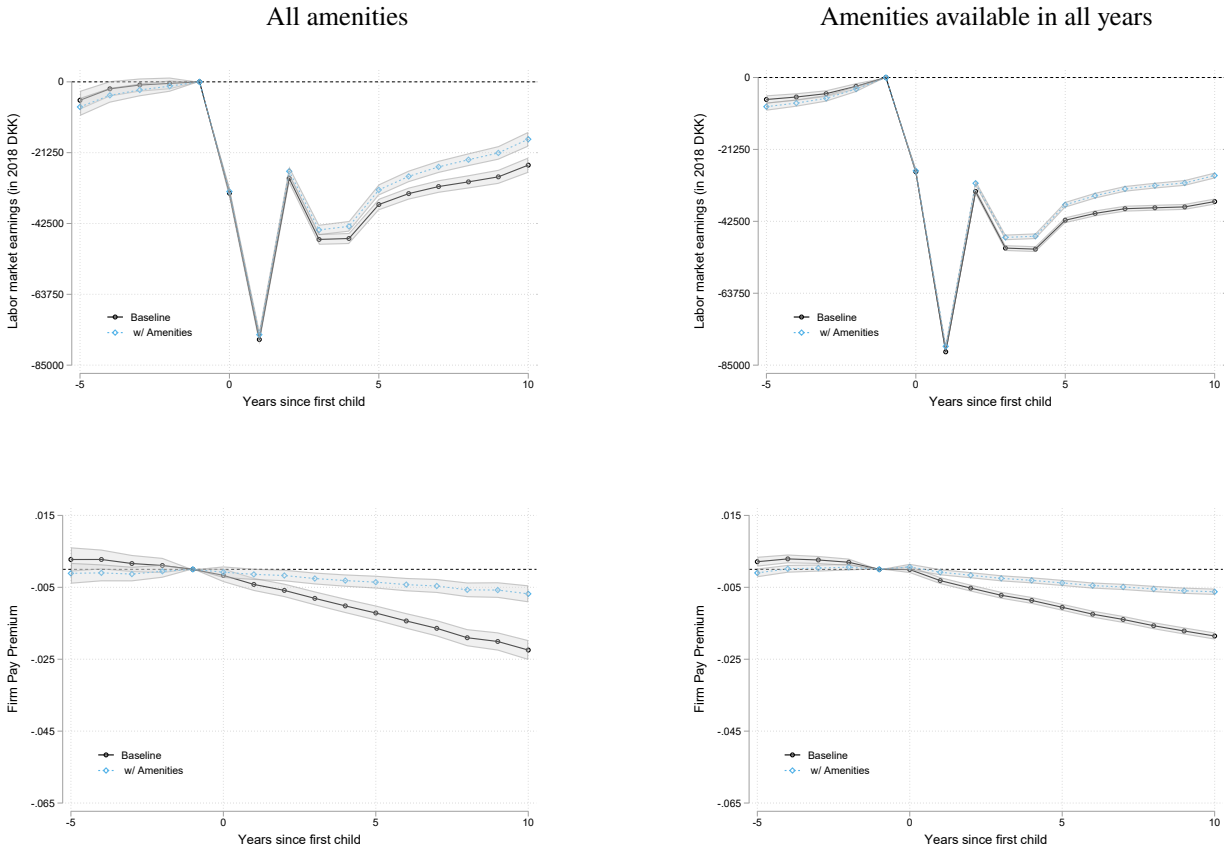 All amenities
Amenities available in all years
Labor market earnings (in 2018 DKK)
0
-21250
-42500
-63750
-85000
Baseline
w/ Amenities
-5 0 5 10
Years since first child
Labor market earnings (in 2018 DKK)
0
-21250
-42500
-63750
-85000
Baseline
w/ Amenities
-5 0 5 10
Years since first child
Firm Pay Premium
.015
-.005
-.025
-.045
-.065
Baseline
w/ Amenities
-5 0 5 10
Years since first child
Firm Pay Premium
.015
-.005
-.025
-.045
-.065
Baseline
w/ Amenities
-5 0 5 10
Years since first child